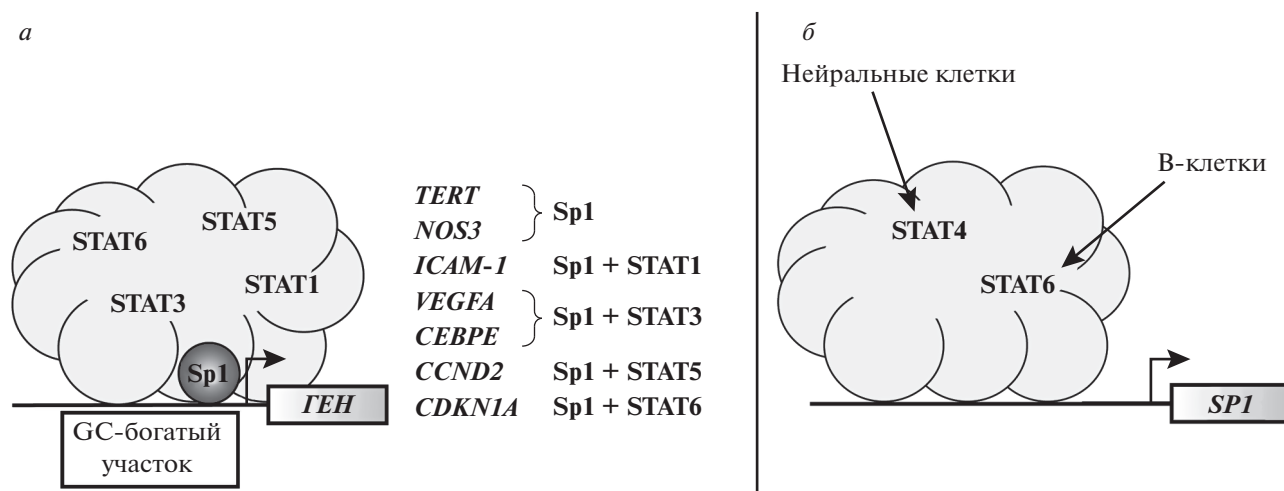 а
STAT5
STAT6
STAT1
STAT3
Sp1
ГЕН
GC-богатый
участок
TERT
NOS3
Sp1
ICAM-1 Sp1 + STAT1
VEGFA
CEBPE
Sp1 + STAT3
CCND2 Sp1 + STAT5
CDKN1A Sp1 + STAT6
б
Нейральные клетки
В-клетки
STAT4
STAT6
SP1